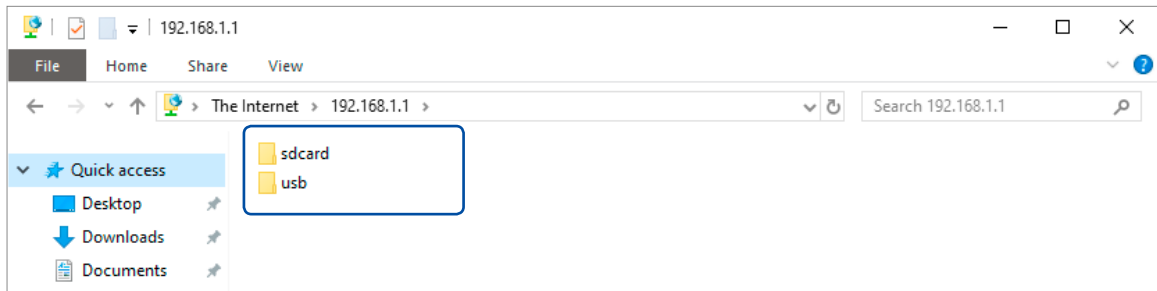 192.168.1.1
File Home Share View
The Internet 192.168.1.1 Search 192.168.1.1
sdcard
usb
Quick access
Desktop
Downloads
Documents